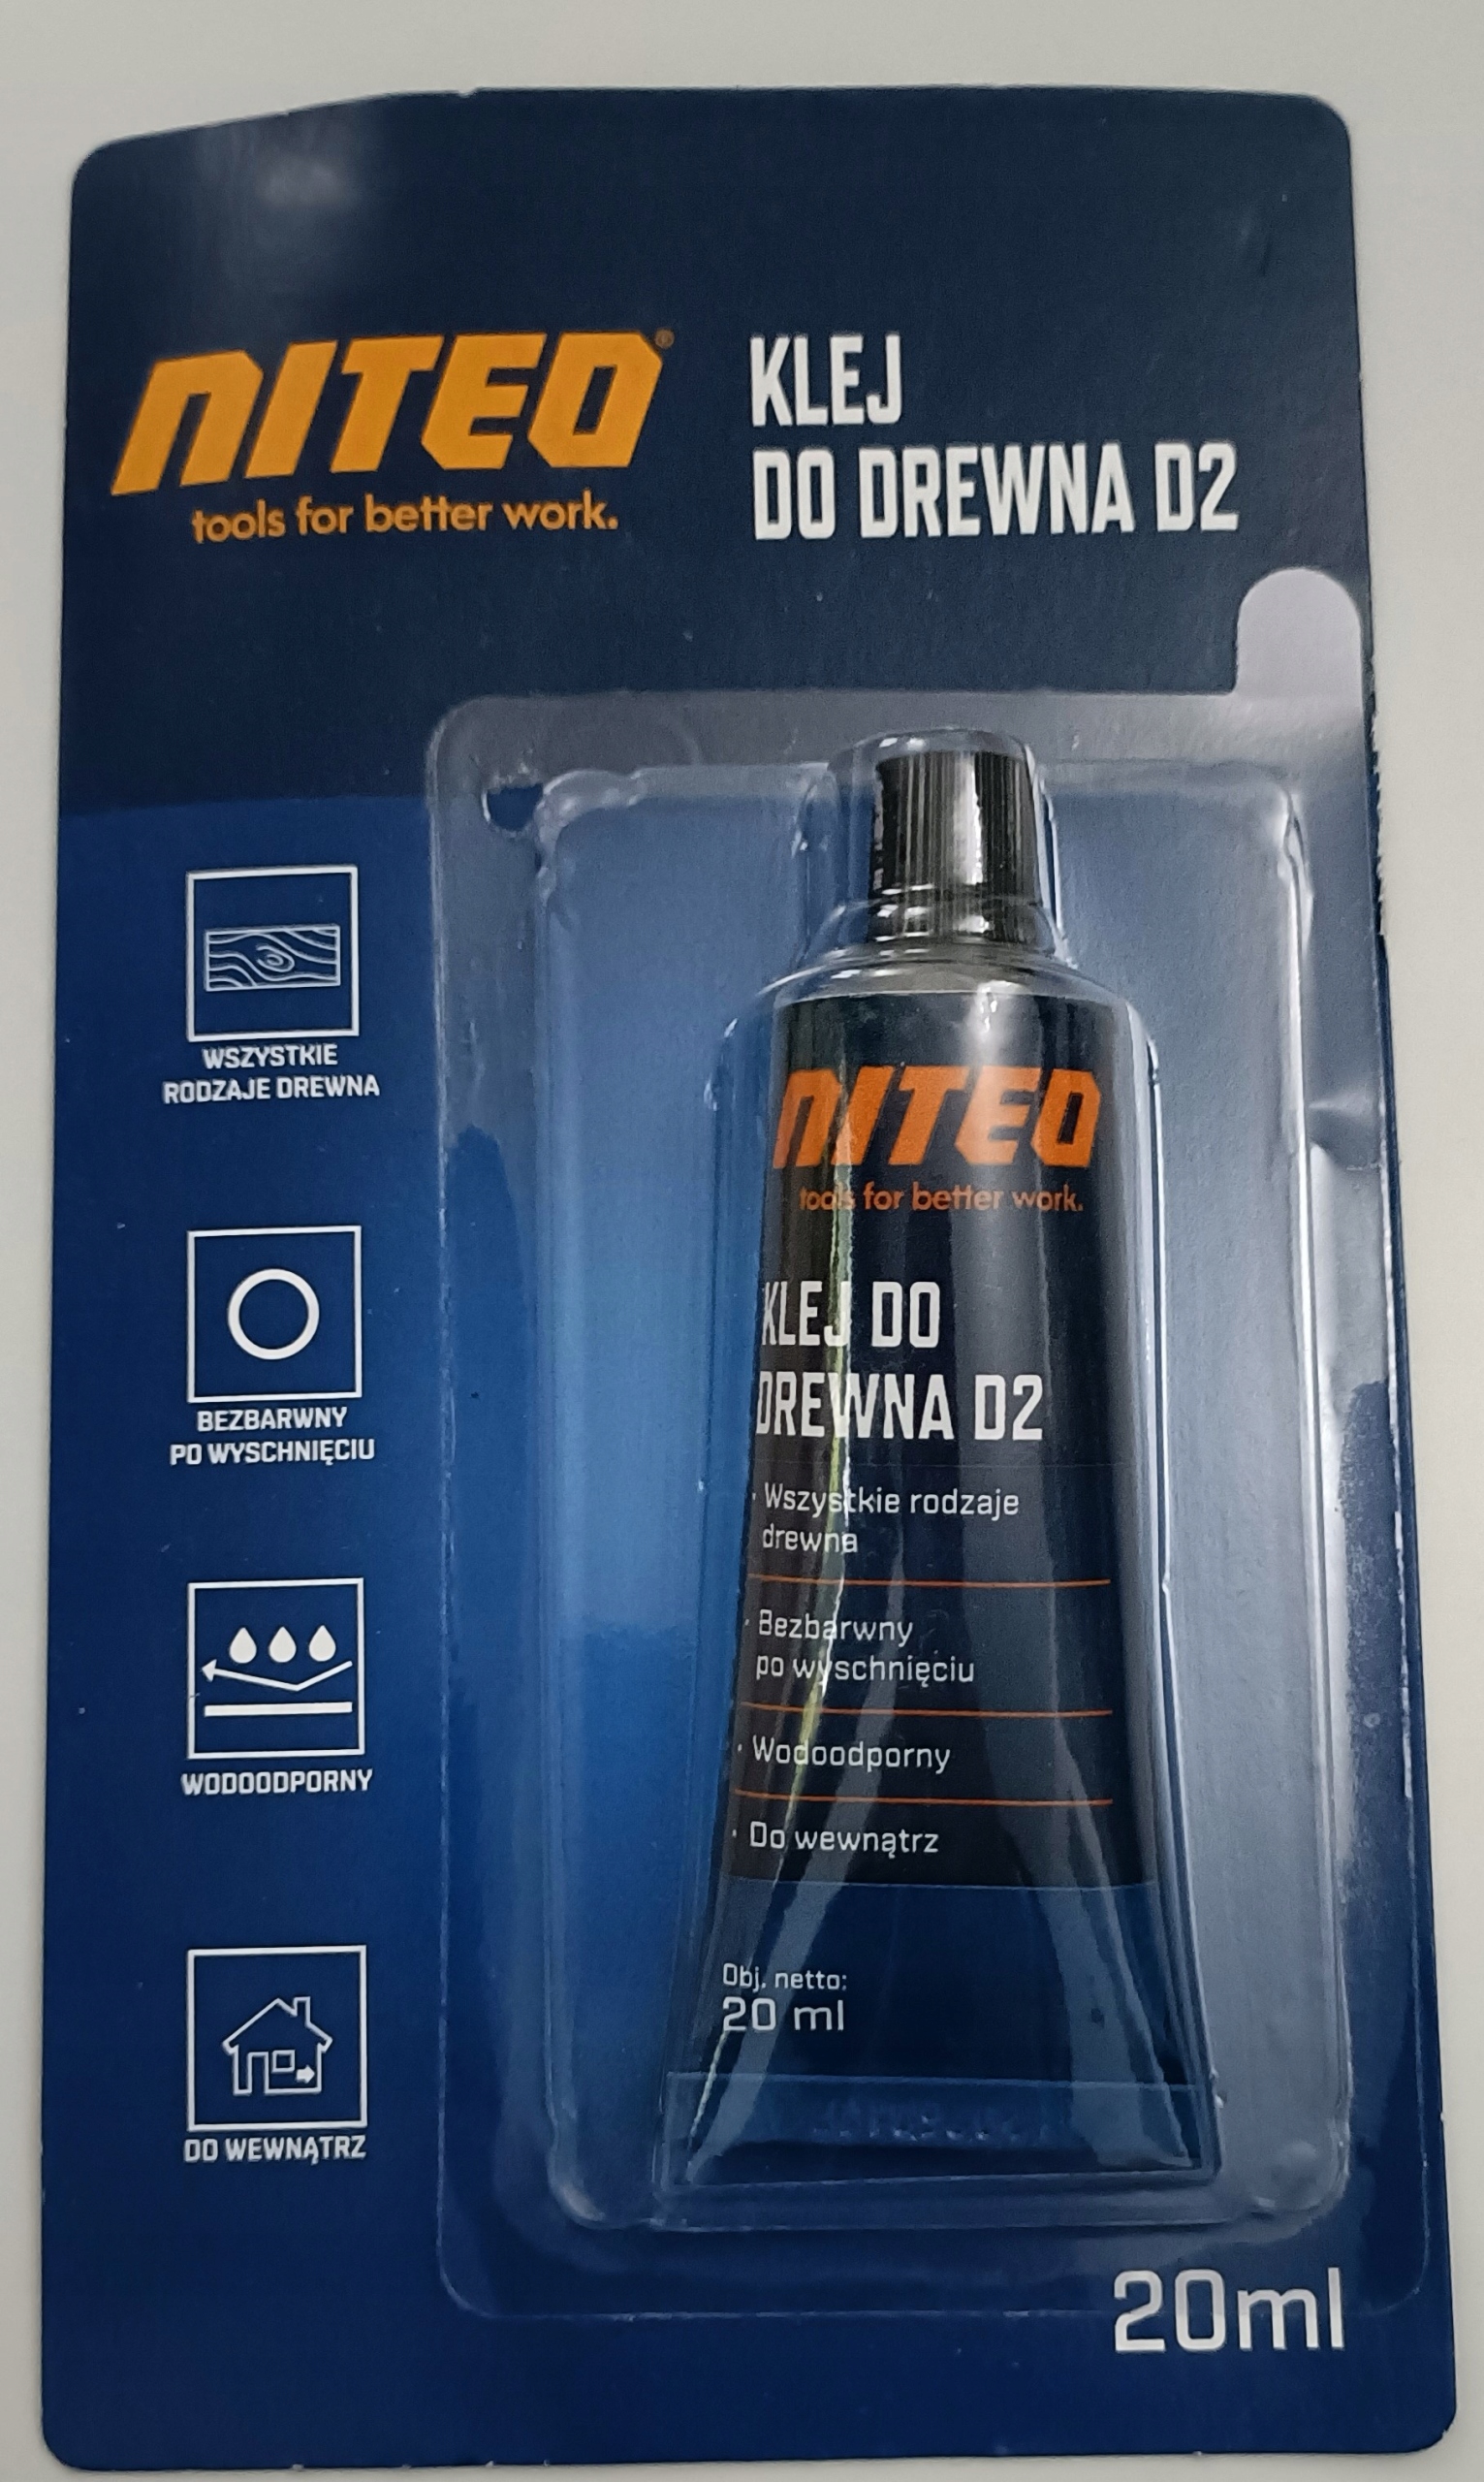 NITEO®
tools for better work.
KLEJ
DO DREWNA D2
WSZYSTKIE
RODZAJE DREWNA
BEZBARWNY
PO WYSCHNIĘCIU
WODOODPORNY
DO WEWNĄTRZ
NITEO
tools for better work.
KLEJ DO
DREWNA D2
· Wszystkie rodzaje
drewna
· Bezbarwny
po wyschnięciu
· Wodoodporny
· Do wewnątrz
Obj. netto:
20 ml
20ml